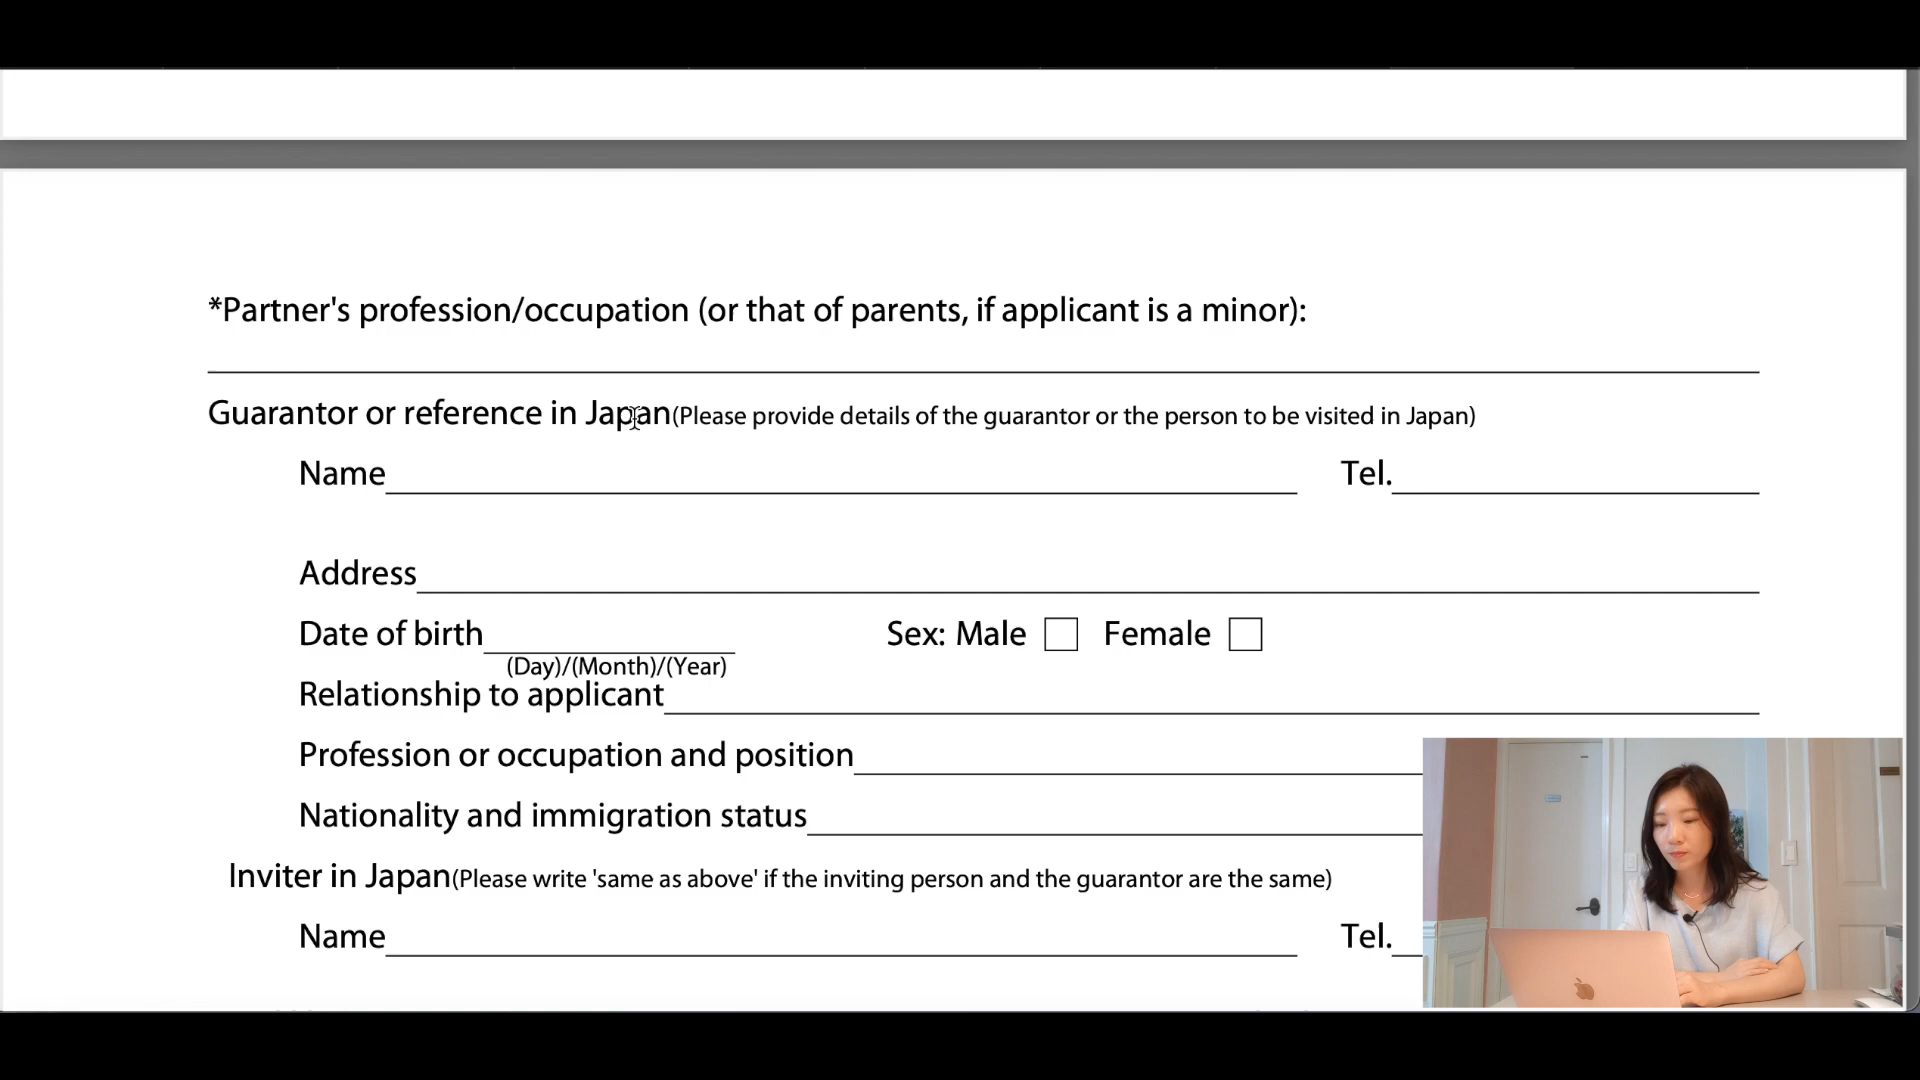 *Partner's profession/occupation (or that of parents, if applicant is a minor):
Guarantor or reference in Japan(Please provide details of the guarantor or the person to be visited in Japan)
Name Tel.
Address
Date of birth Sex: Male Female
(Day)/(Month)/(Year)
Relationship to applicant
Profession or occupation and position
Nationality and immigration status
Inviter in Japan(Please write 'same as above' if the inviting person and the guarantor are the same)
Name Tel.